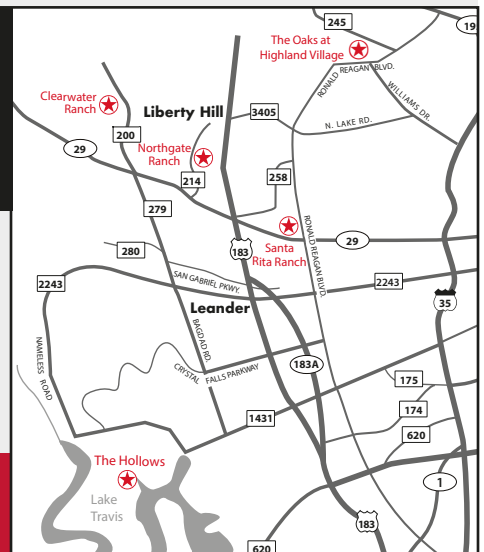 245
19
The Oaks at
Highland Village
RONALD REAGAN BLVD.
WILLIAMS DR.
Clearwater
Ranch
Liberty Hill
3405
N. LAKE RD.
200
29
Northgate
Ranch
214
258
279
RONALD REAGAN BLVD.
280
183
Santa
Rita Ranch
29
2243
SAN GABRIEL PKWY.
2243
35
Leander
BAGDAD RD.
NAMELESS
ROAD
CRYSTAL FALLS PARKWAY
183A
175
174
1431
620
The Hollows
1
Lake
Travis
183
620